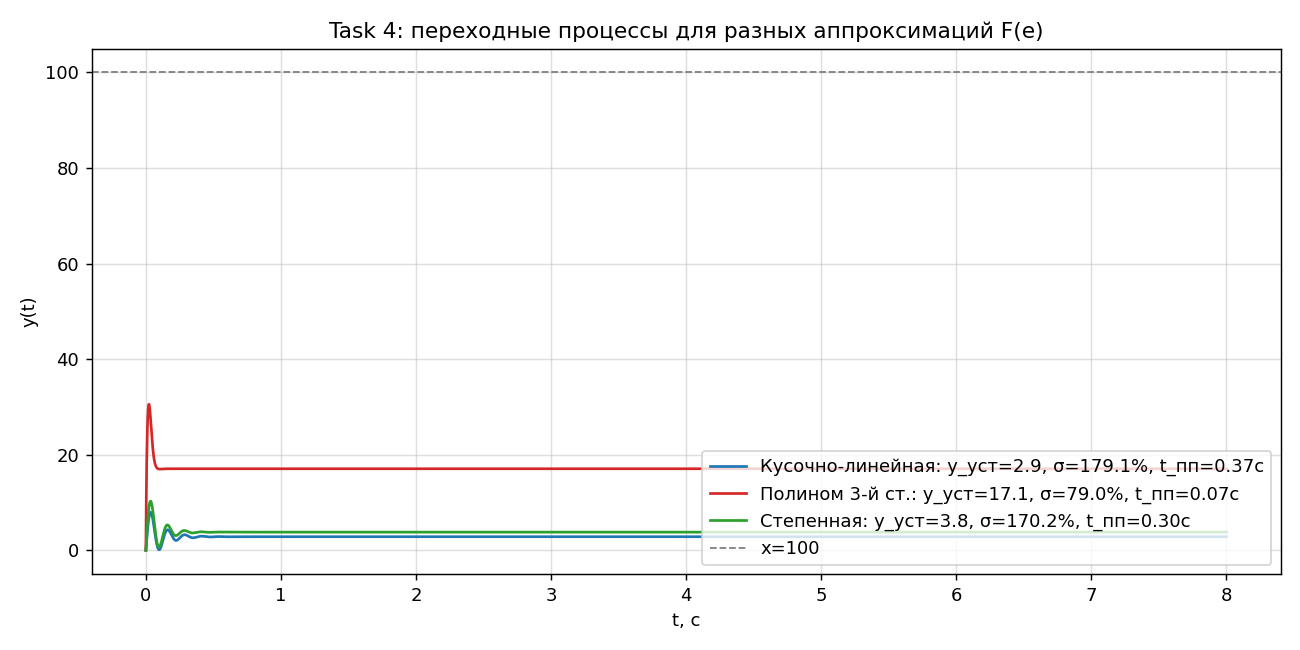 Task 4: переходные процессы для разных аппроксимаций F(e)
100
80
60
40
20
0
y(t)
Кусочно-линейная: y_уст=2.9, σ=179.1%, t_пп=0.37с
Полином 3-й ст.: y_уст=17.1, σ=79.0%, t_пп=0.07с
Степенная: y_уст=3.8, σ=170.2%, t_пп=0.30с
x=100
0 1 2 3 4 5 6 7 8
t, с